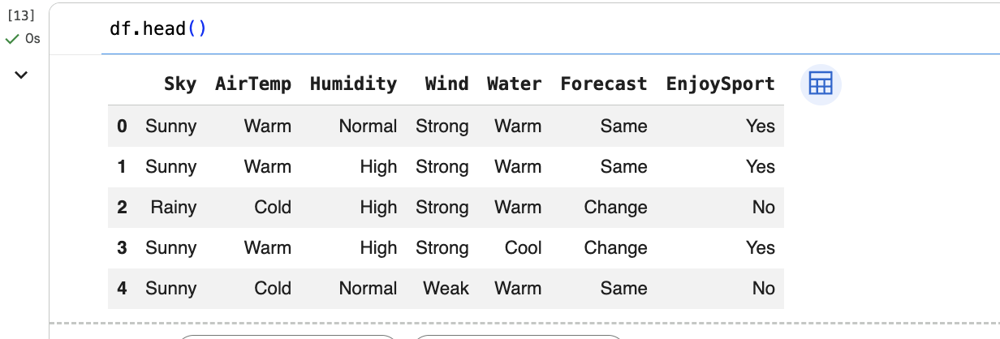 [13]
df.head()
0s
Sky AirTemp Humidity Wind Water Forecast EnjoySport
0 Sunny Warm Normal Strong Warm Same Yes
1 Sunny Warm High Strong Warm Same Yes
2 Rainy Cold High Strong Warm Change No
3 Sunny Warm High Strong Cool Change Yes
4 Sunny Cold Normal Weak Warm Same No